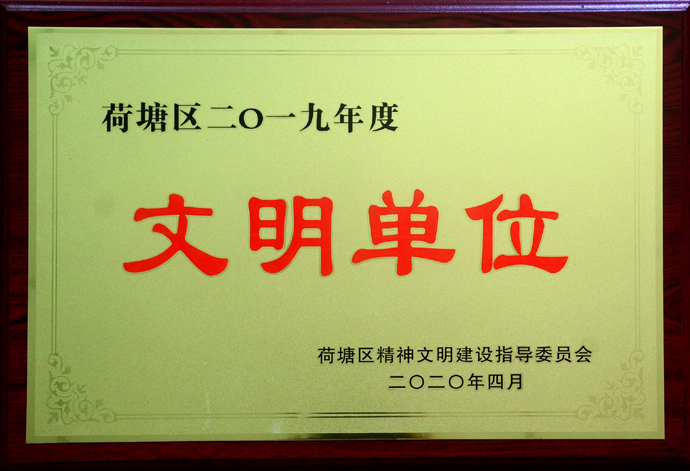 荷塘区二〇一九年度
文明单位
荷塘区精神文明建设指导委员会
二〇二〇年四月